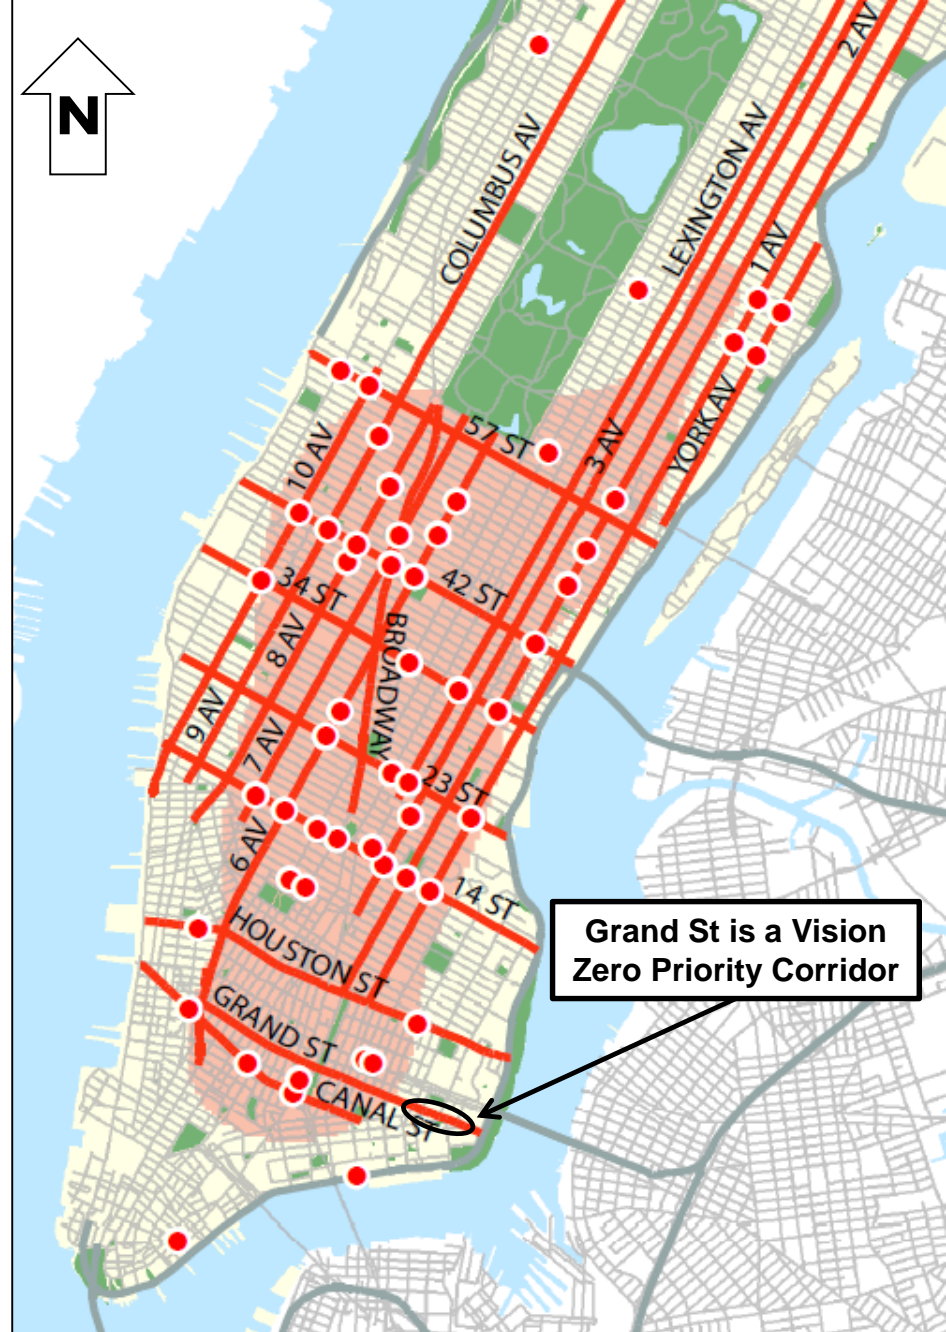 N
2 AV
COLUMBUS AV
LEXINGTON AV
1 AV
57 ST
3 AV
YORK AV
10 AV
34 ST
42 ST
8 AV
BROADWAY
9 AV
7 AV
23 ST
6 AV
14 ST
HOUSTON ST
Grand St is a Vision
Zero Priority Corridor
GRAND ST
CANAL ST